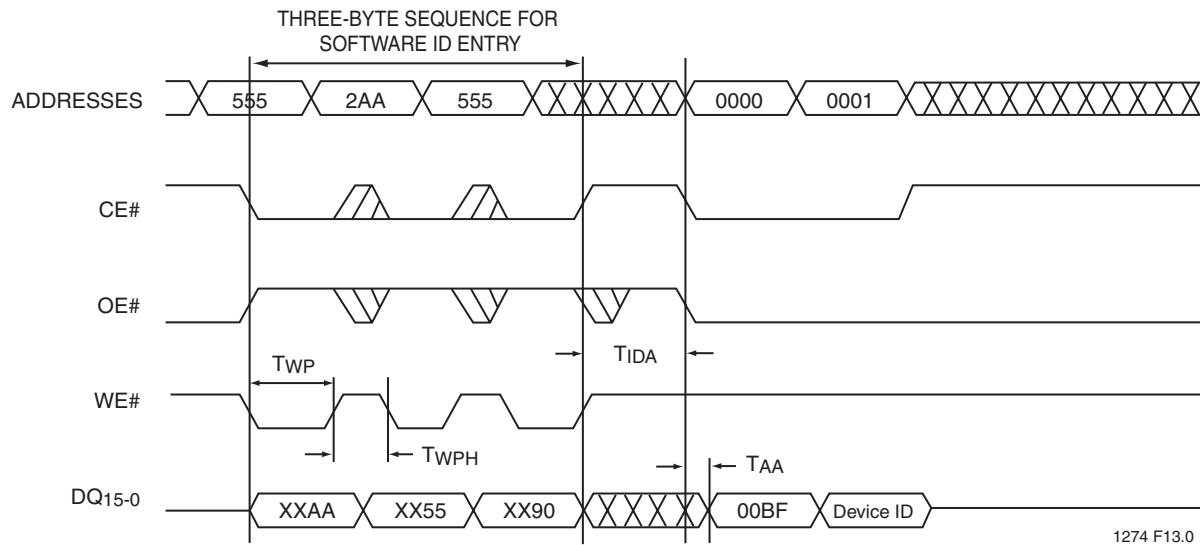 THREE-BYTE SEQUENCE FOR
SOFTWARE ID ENTRY
ADDRESSES 555 2AA 555 0000 0001
CE#
OE#
TWP TIDA
WE#
TWPH TAA
DQ15-0 XXAA XX55 XX90 00BF Device ID
1274 F13.0